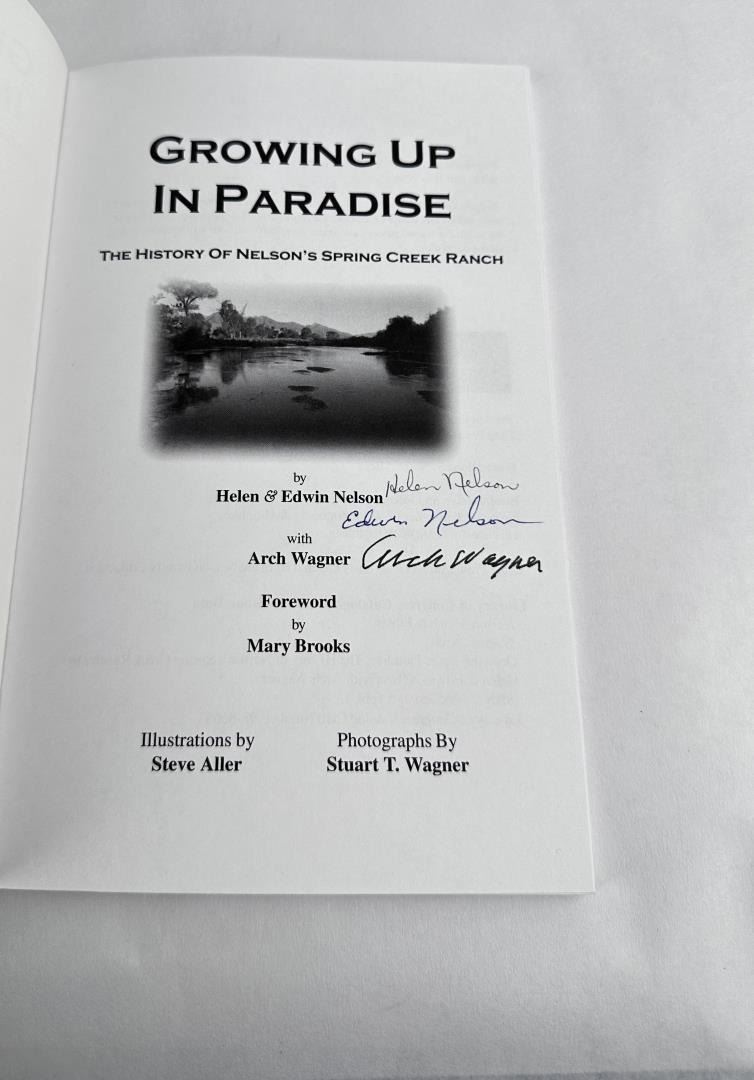 GROWING UP
IN PARADISE
THE HISTORY OF NELSON'S SPRING CREEK RANCH
by
Helen & Edwin Nelson Helen Nelson
Edwin Nelson
with
Arch Wagner Arch Wagner
Foreword
by
Mary Brooks
Illustrations by
Steve Aller
Photographs By
Stuart T. Wagner